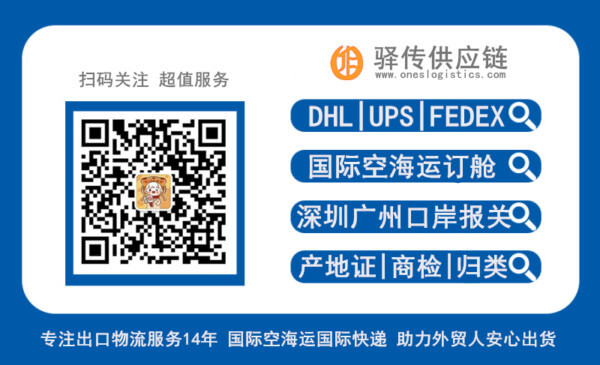 驿传供应链
www.oneslogistics.com
扫码关注 超值服务
DHL|UPS|FEDEX
国际空海运订舱
深圳广州口岸报关
产地证|商检|归类
专注出口物流服务14年 国际空海运国际快递 助力外贸人安心出货